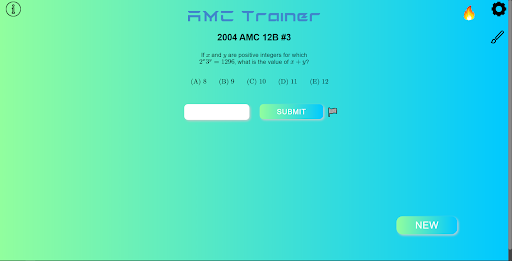 AMC Trainer
2004 AMC 12B #3
If x and y are positive integers for which
2^x 3^y = 1296, what is the value of x + y?
(A) 8 (B) 9 (C) 10 (D) 11 (E) 12
SUBMIT
NEW